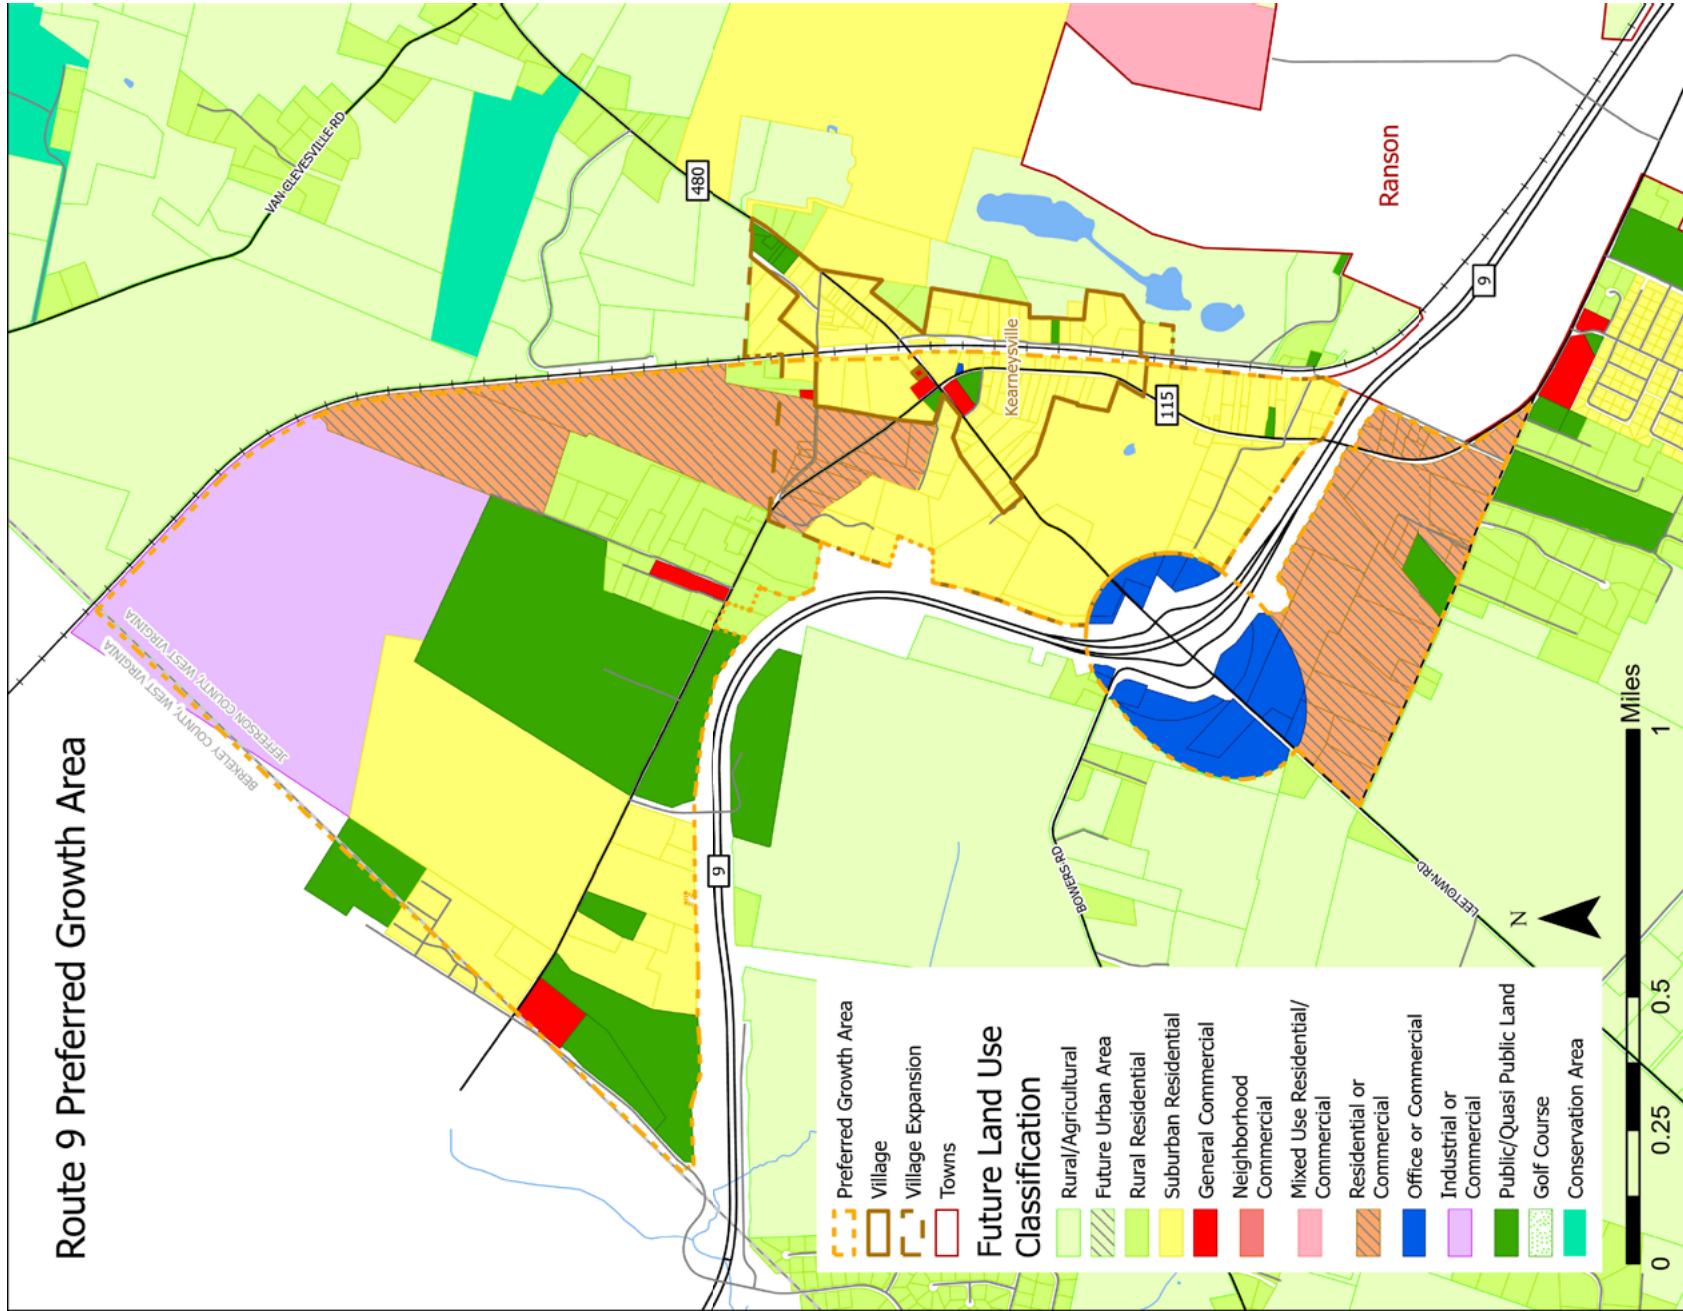 Route 9 Preferred Growth Area
BERKELEY COUNTY, WEST VIRGINIA
JEFFERSON COUNTY, WEST VIRGINIA
VAN CLEVESVILLE RD
480
Kearneysville
115
Ranson
9
9
BOWERS RD
LEETOWN RD
Preferred Growth Area
Village
Village Expansion
Towns
Future Land Use
Classification
Rural/Agricultural
Future Urban Area
Rural Residential
Suburban Residential
General Commercial
Neighborhood
Commercial
Mixed Use Residential/
Commercial
Residential or
Commercial
Office or Commercial
Industrial or
Commercial
Public/Quasi Public Land
Golf Course
Conservation Area
N
0 0.25 0.5 1
Miles